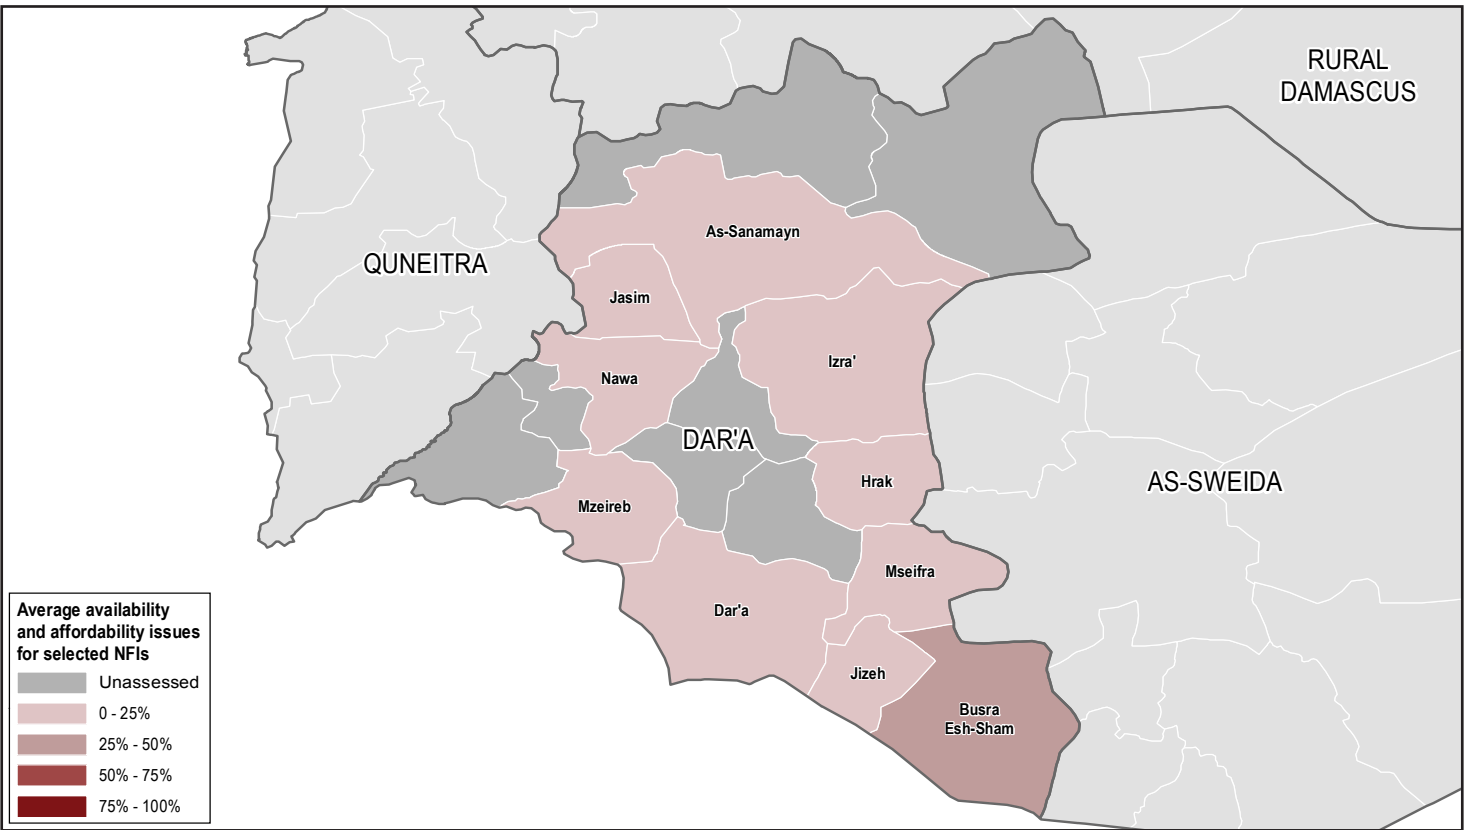 RURAL
DAMASCUS
As-Sanamayn
QUNEITRA
Jasim
Izra'
Nawa
DAR'A
Hrak
AS-SWEIDA
Mzeireb
Mseifra
Dar'a
Jizeh
Busra
Esh-Sham
Average availability
and affordability issues
for selected NFIs
Unassessed
0 - 25%
25% - 50%
50% - 75%
75% - 100%